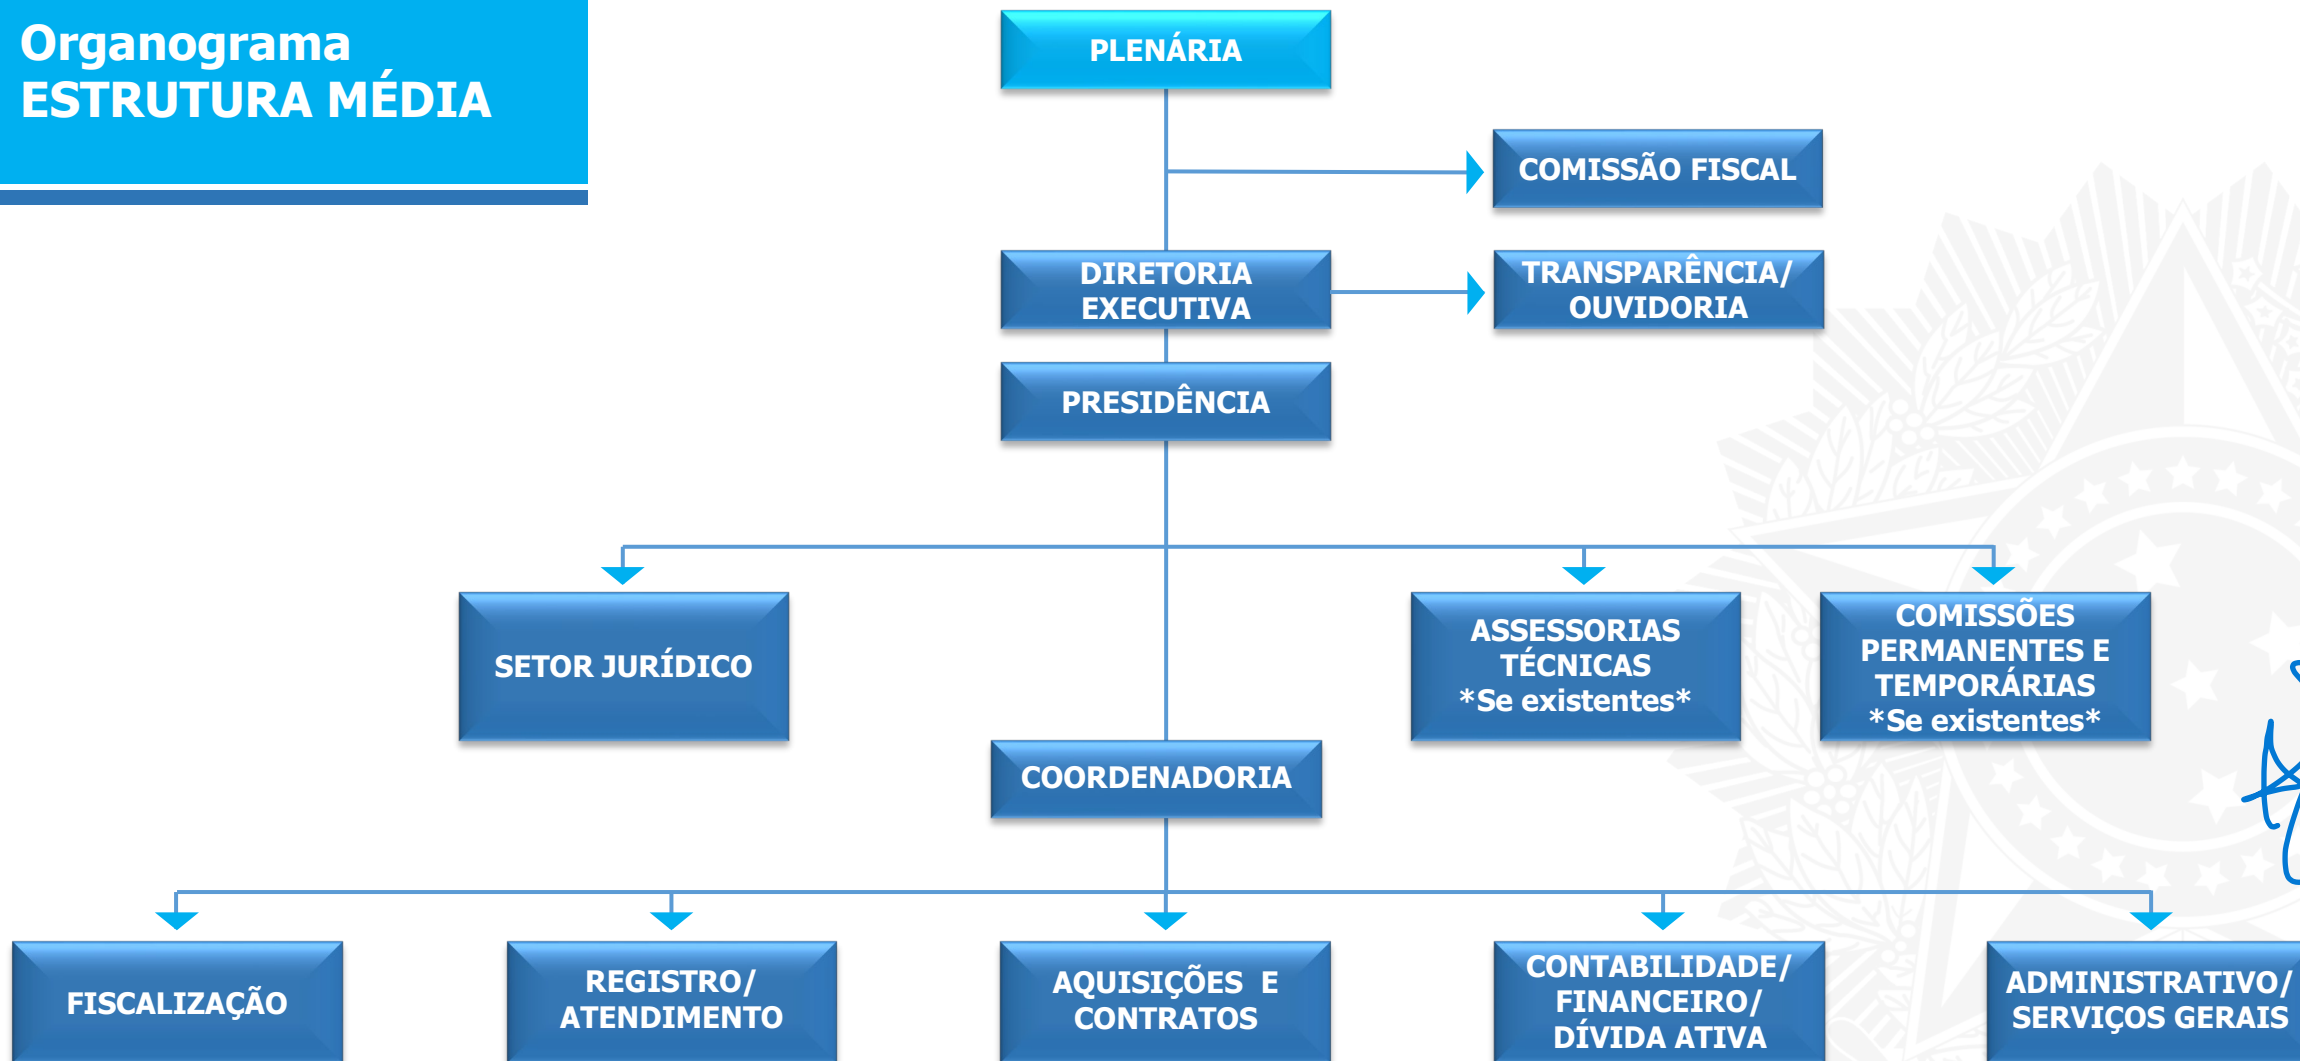 Organograma
ESTRUTURA MÉDIA
PLENÁRIA
COMISSÃO FISCAL
DIRETORIA
EXECUTIVA
TRANSPARÊNCIA/
OUVIDORIA
PRESIDÊNCIA
SETOR JURÍDICO
ASSESSORIAS
TÉCNICAS
*Se existentes*
COMISSÕES
PERMANENTES E
TEMPORÁRIAS
*Se existentes*
COORDENADORIA
FISCALIZAÇÃO
REGISTRO/
ATENDIMENTO
AQUISIÇÕES E
CONTRATOS
CONTABILIDADE/
FINANCEIRO/
DÍVIDA ATIVA
ADMINISTRATIVO/
SERVIÇOS GERAIS